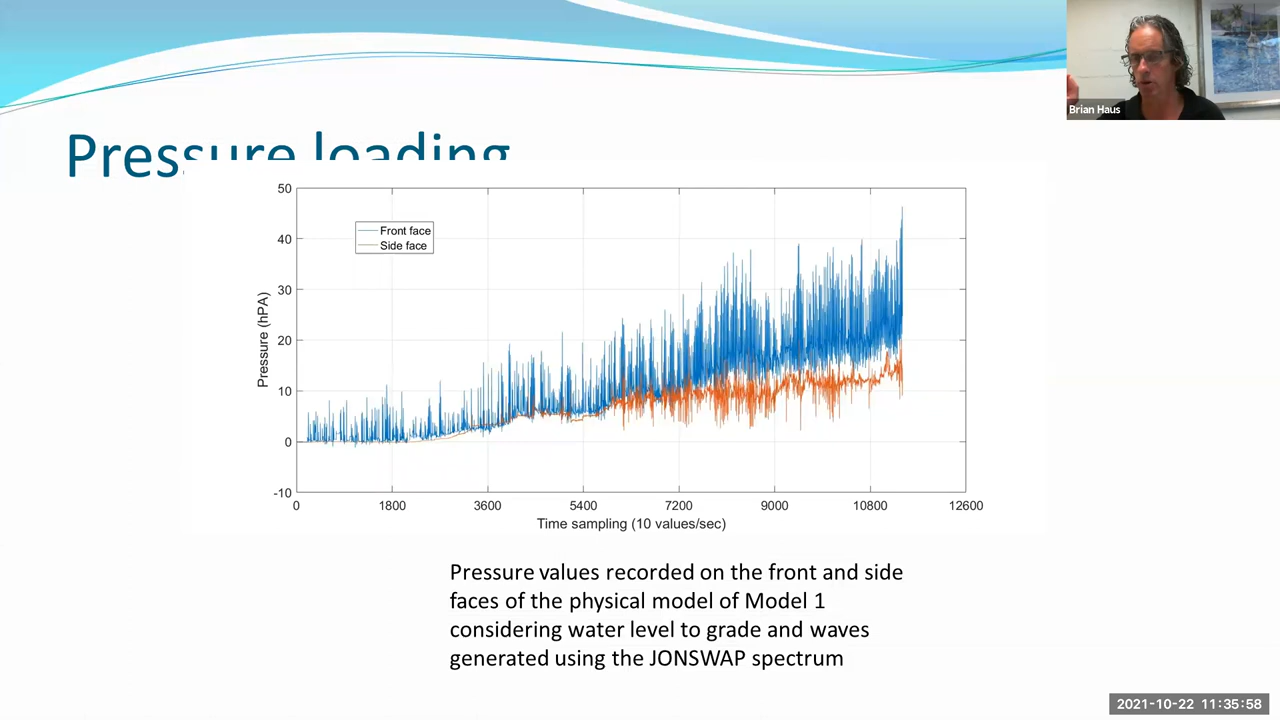 Brian Haus
Pressure loading
50
40
30
20
10
0
-10
Front face
Side face
Pressure (hPA)
0 1800 3600 5400 7200 9000 10800 12600
Time sampling (10 values/sec)
Pressure values recorded on the front and side
faces of the physical model of Model 1
considering water level to grade and waves
generated using the JONSWAP spectrum
2021-10-22 11:35:58